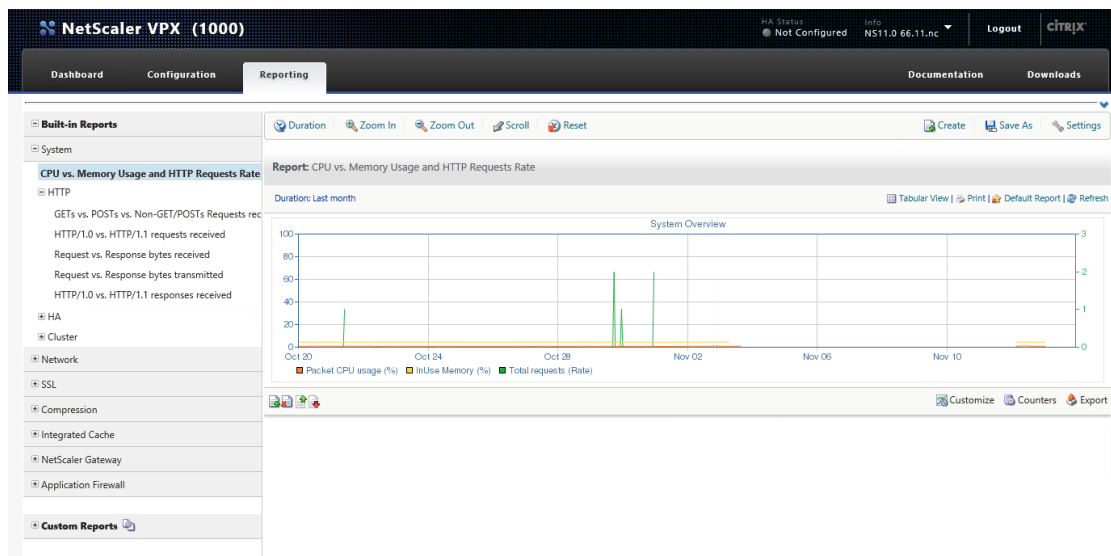 NetScaler VPX (1000)
HA Status
Not Configured
Info
NS11.0 66.11.nc
Logout
CITRIX
Dashboard
Configuration
Reporting
Documentation
Downloads
Built-in Reports
System
CPU vs. Memory Usage and HTTP Requests Rate
HTTP
GETs vs. POSTs vs. Non-GET/POSTs Requests rec
HTTP/1.0 vs. HTTP/1.1 requests received
Request vs. Response bytes received
Request vs. Response bytes transmitted
HTTP/1.0 vs. HTTP/1.1 responses received
HA
Cluster
Network
SSL
Compression
Integrated Cache
NetScaler Gateway
Application Firewall
Custom Reports
Duration
Zoom In
Zoom Out
Scroll
Reset
Create
Save As
Settings
Report: CPU vs. Memory Usage and HTTP Requests Rate
Duration: Last month
Tabular View | Print | Default Report | Refresh
System Overview
100
80
60
40
20
0
3
2
1
0
Oct 20
Oct 24
Oct 28
Nov 02
Nov 06
Nov 10
Packet CPU usage (%)
InUse Memory (%)
Total requests (Rate)
Customize
Counters
Export